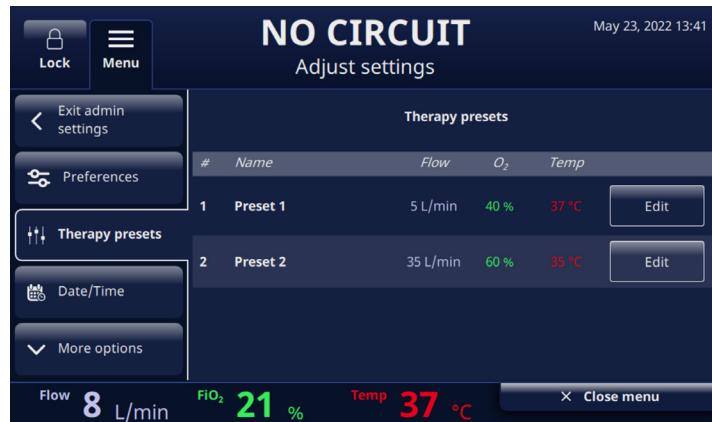 NO CIRCUIT
May 23, 2022 13:41
Lock
Menu
Adjust settings
Exit admin
settings
Preferences
Therapy presets
Date/Time
More options
Therapy presets
# Name Flow O₂ Temp
1 Preset 1 5 L/min 40 % 37 °C Edit
2 Preset 2 35 L/min 60 % 35 °C Edit
Flow 8 L/min FiO₂ 21 % Temp 37 °C
× Close menu